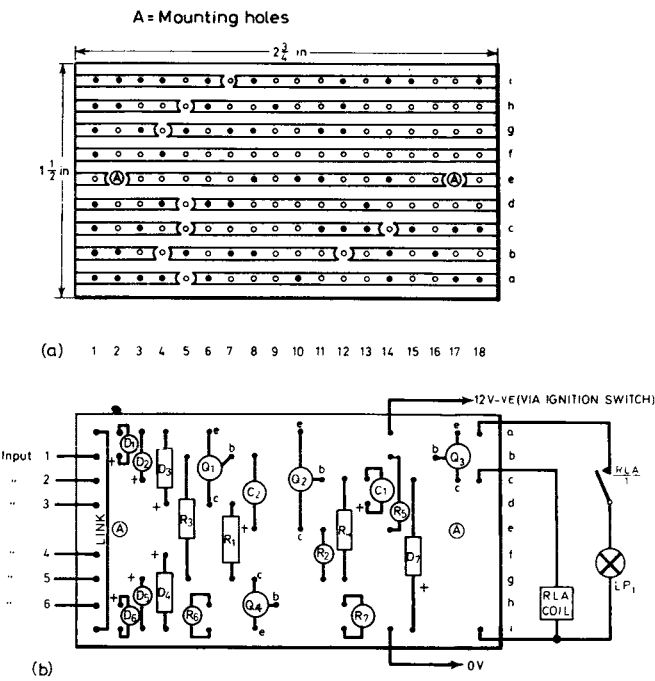 A = Mounting holes
2 3/4 in
1 1/2 in
i
h
g
f
e
d
c
b
a
A
A
(a) 1 2 3 4 5 6 7 8 9 10 11 12 13 14 15 16 17 18
12V-VE (VIA IGNITION SWITCH)
Input 1
" 2
" 3
" 4
" 5
" 6
LINK
A
D1
D2
D3
D4
D5
D6
+
+
+
+
+
+
R3
R1
R6
Q1
e
b
c
C2
+
Q4
c
b
e
Q2
e
b
c
R2
R4
R7
C1
+
R5
D7
+
Q3
e
b
c
A
a
b
c
d
e
f
g
h
i
RLA/1
LP1
RLA
COIL
0V
(b)